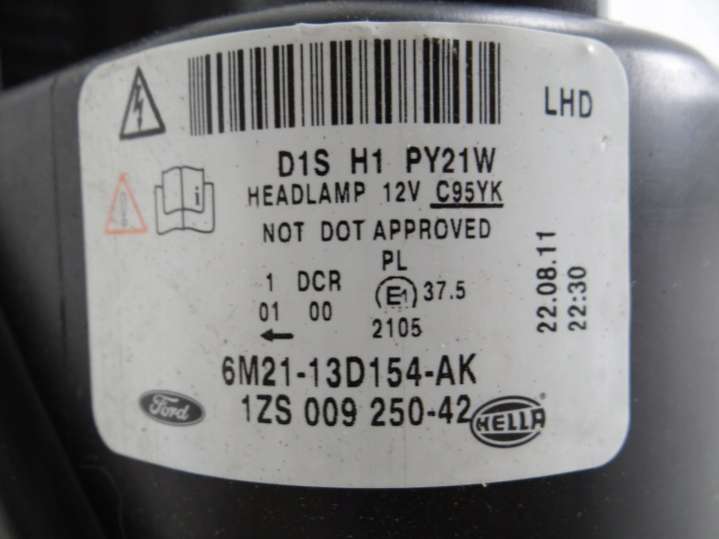 LHD
D1S H1 PY21W
HEADLAMP 12V C95YK
NOT DOT APPROVED
PL
1 DCR E1 37.5
01 00 2105
22.08.11
22:30
6M21-13D154-AK
Ford 1ZS 009 250-42 HELLA